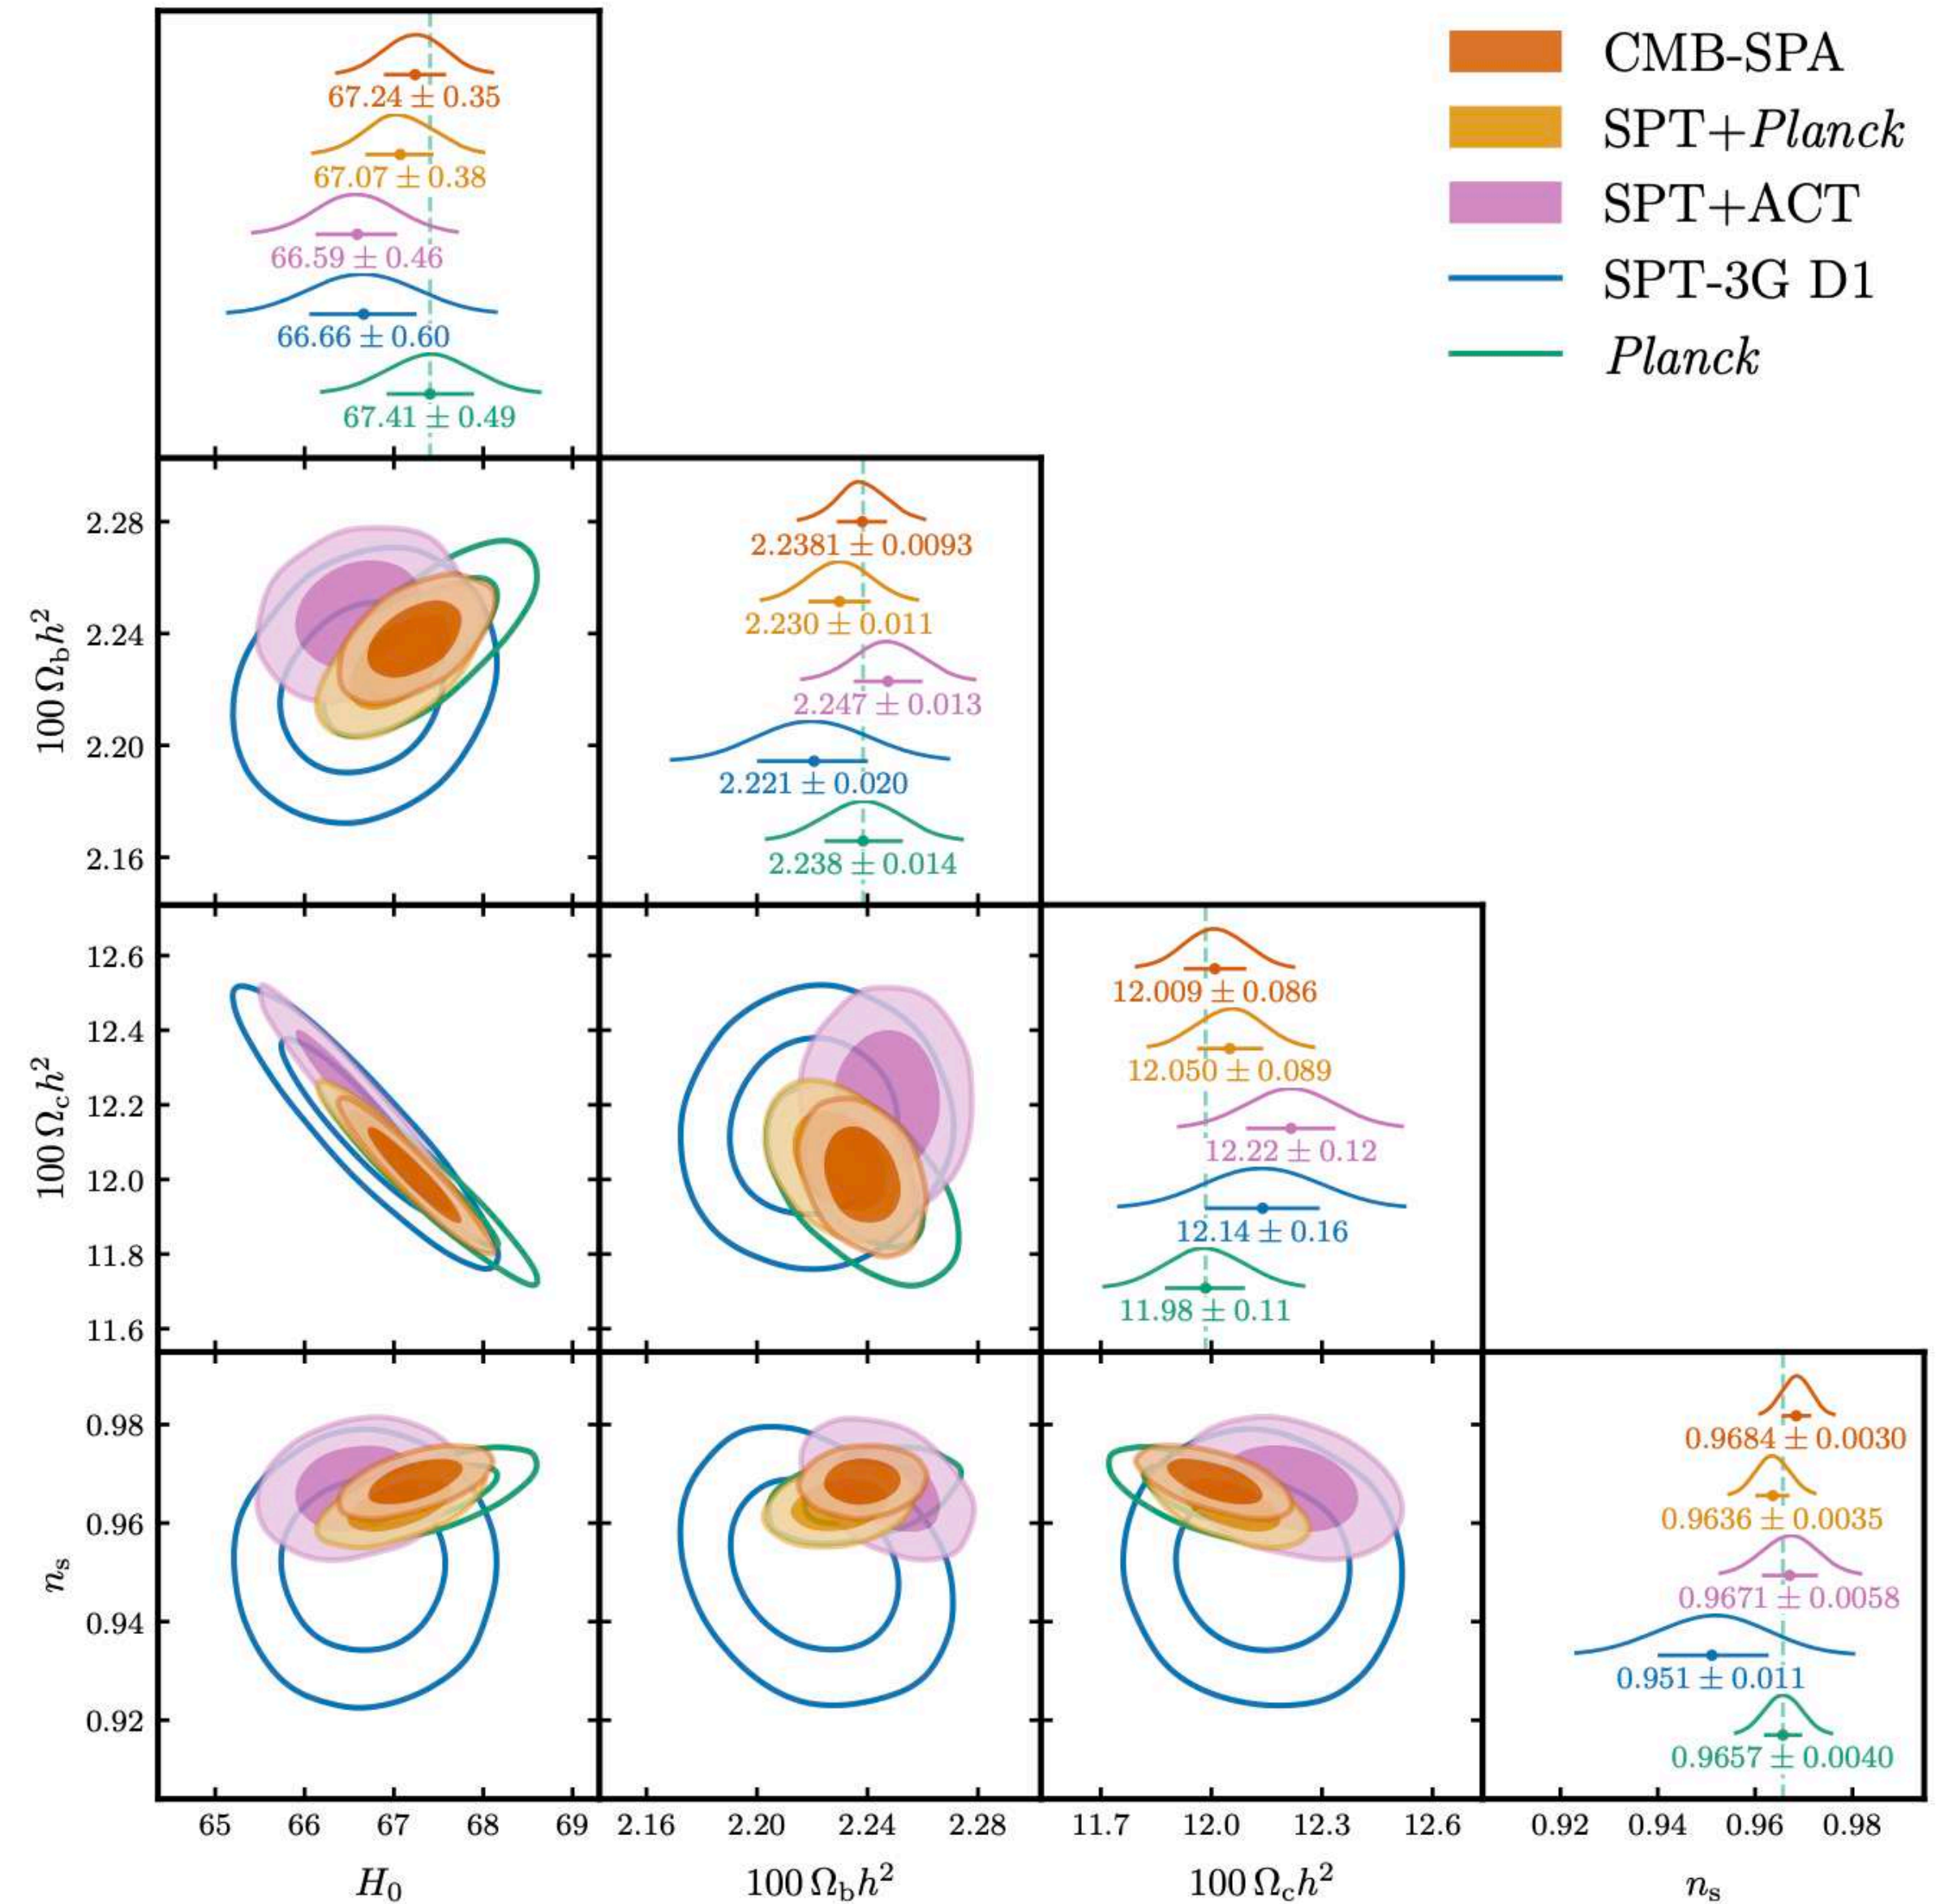 CMB-SPA
SPT+Planck
SPT+ACT
SPT-3G D1
Planck
67.24 ± 0.35
67.07 ± 0.38
66.59 ± 0.46
66.66 ± 0.60
67.41 ± 0.49
2.28
2.24
2.20
2.16
100 Ω_b h²
2.2381 ± 0.0093
2.230 ± 0.011
2.247 ± 0.013
2.221 ± 0.020
2.238 ± 0.014
12.6
12.4
12.2
12.0
11.8
11.6
100 Ω_c h²
12.009 ± 0.086
12.050 ± 0.089
12.22 ± 0.12
12.14 ± 0.16
11.98 ± 0.11
0.98
0.96
0.94
0.92
n_s
0.9684 ± 0.0030
0.9636 ± 0.0035
0.9671 ± 0.0058
0.951 ± 0.011
0.9657 ± 0.0040
65 66 67 68 69 2.16 2.20 2.24 2.28 11.7 12.0 12.3 12.6 0.92 0.94 0.96 0.98
H₀ 100 Ω_b h² 100 Ω_c h² n_s